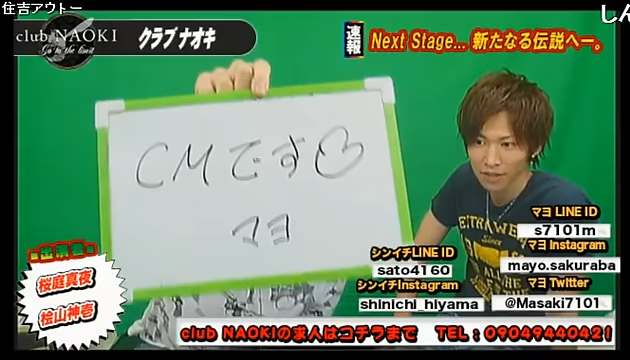 住吉アウトー
しん
club NAOKI
Go to the limit
クラブナオキ
速報
Next Stage... 新たなる伝説へー。
CMです
マヨ
出演者
桜庭真夜
桧山神壱
マヨ LINE ID
s7101m
マヨ Instagram
mayo.sakuraba
マヨ Twitter
@Masaki7101
シンイチLINE ID
sato4160
シンイチInstagram
shinichi_hiyama
club NAOKIの求人はコチラまで TEL：09049440421